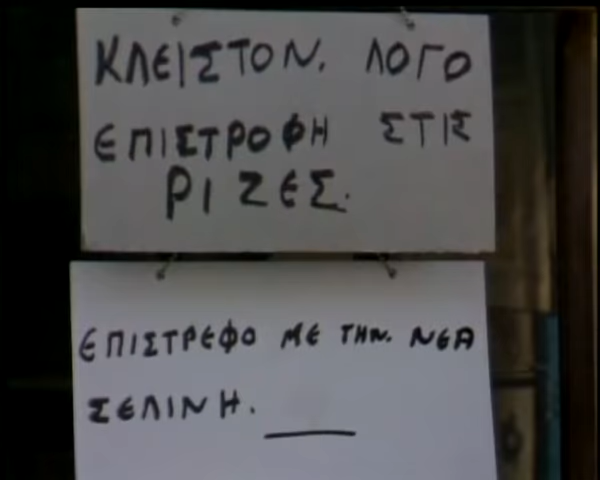 ΚΛΕΙΣΤΟΝ. ΛΟΓΟ
ΕΠΙΣΤΡΟΦΗ ΣΤΙΣ
ΡΙΖΕΣ.
ΕΠΙΣΤΡΕΦΟ ΜΕ ΤΗΝ. ΝΕΑ
ΣΕΛΙΝΗ.